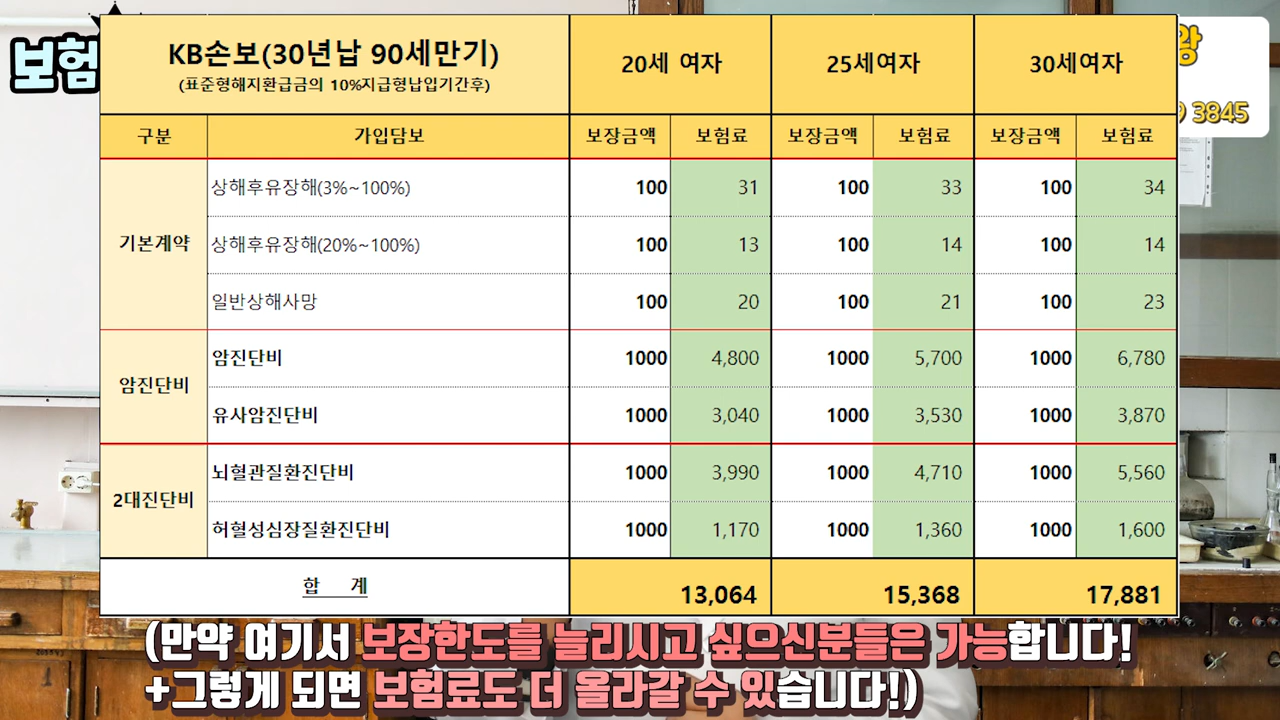 보험
왕
9 3845
KB손보(30년납 90세만기)
(표준형해지환급금의 10%지급형납입기간후)
20세 여자
25세여자
30세여자
구분
가입담보
보장금액
보험료
보장금액
보험료
보장금액
보험료
기본계약
상해후유장해(3%~100%)
100
31
100
33
100
34
상해후유장해(20%~100%)
100
13
100
14
100
14
일반상해사망
100
20
100
21
100
23
암진단비
암진단비
1000
4,800
1000
5,700
1000
6,780
유사암진단비
1000
3,040
1000
3,530
1000
3,870
2대진단비
뇌혈관질환진단비
1000
3,990
1000
4,710
1000
5,560
허혈성심장질환진단비
1000
1,170
1000
1,360
1000
1,600
합 계
13,064
15,368
17,881
(만약 여기서 보장한도를 늘리시고 싶으신분들은 가능합니다!
+그렇게 되면 보험료도 더 올라갈 수 있습니다!)